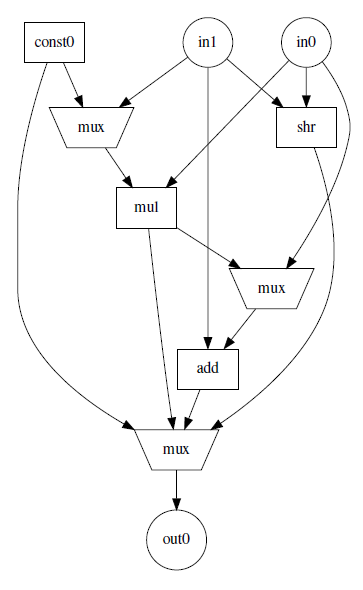 const0
in1
in0
mux
shr
mul
mux
add
mux
out0